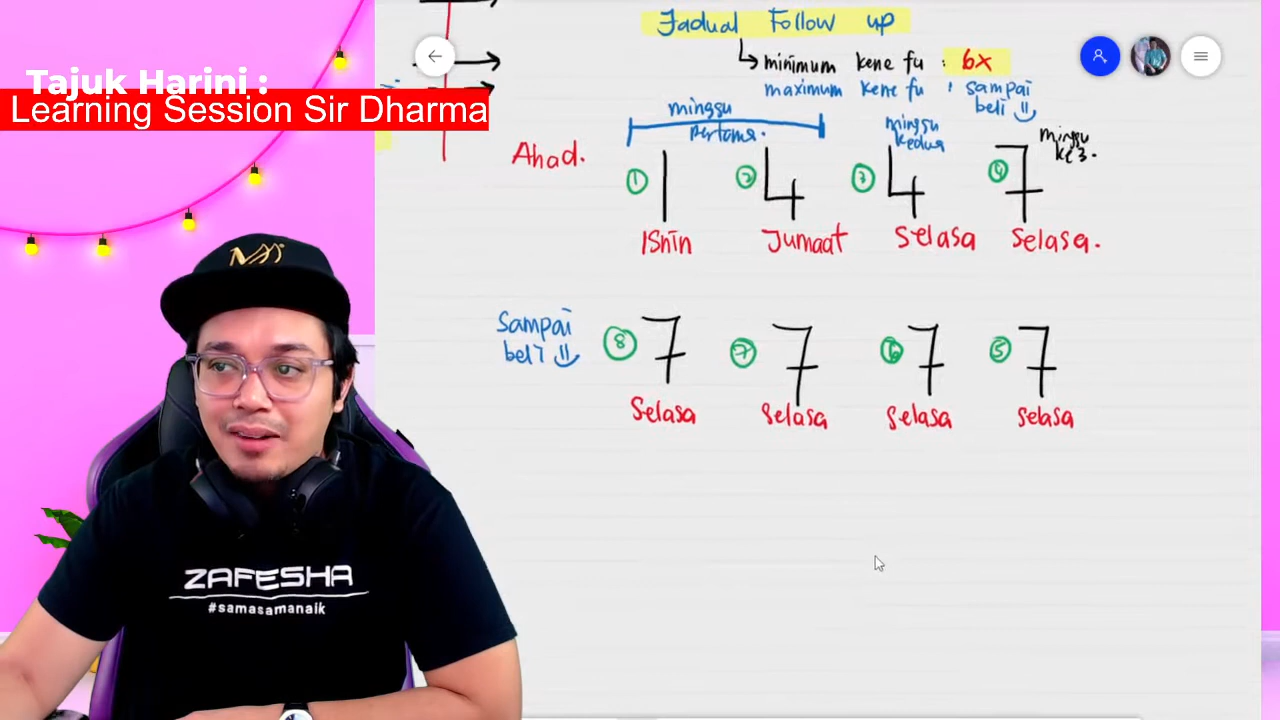 Tajuk Harini :
Learning Session Sir Dharma
Jadual Follow up
minimum kene fu : 6x
maximum kene fu : sampai beli
minggu pertama.
minggu kedua
minggu ke 3.
Ahad.
① 1 ② 4 ③ 4 ④ 7
Isnin Jumaat Selasa Selasa.
Sampai beli
⑧ 7 ⑦ 7 ⑥ 7 ⑤ 7
Selasa Selasa Selasa Selasa
ZAFESHA
#samasamanaik